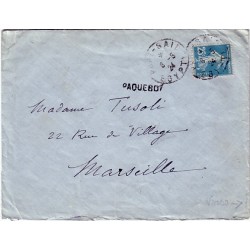 PAQUEBOT
Madame Tusoli
22 Rue du Village
Marseille